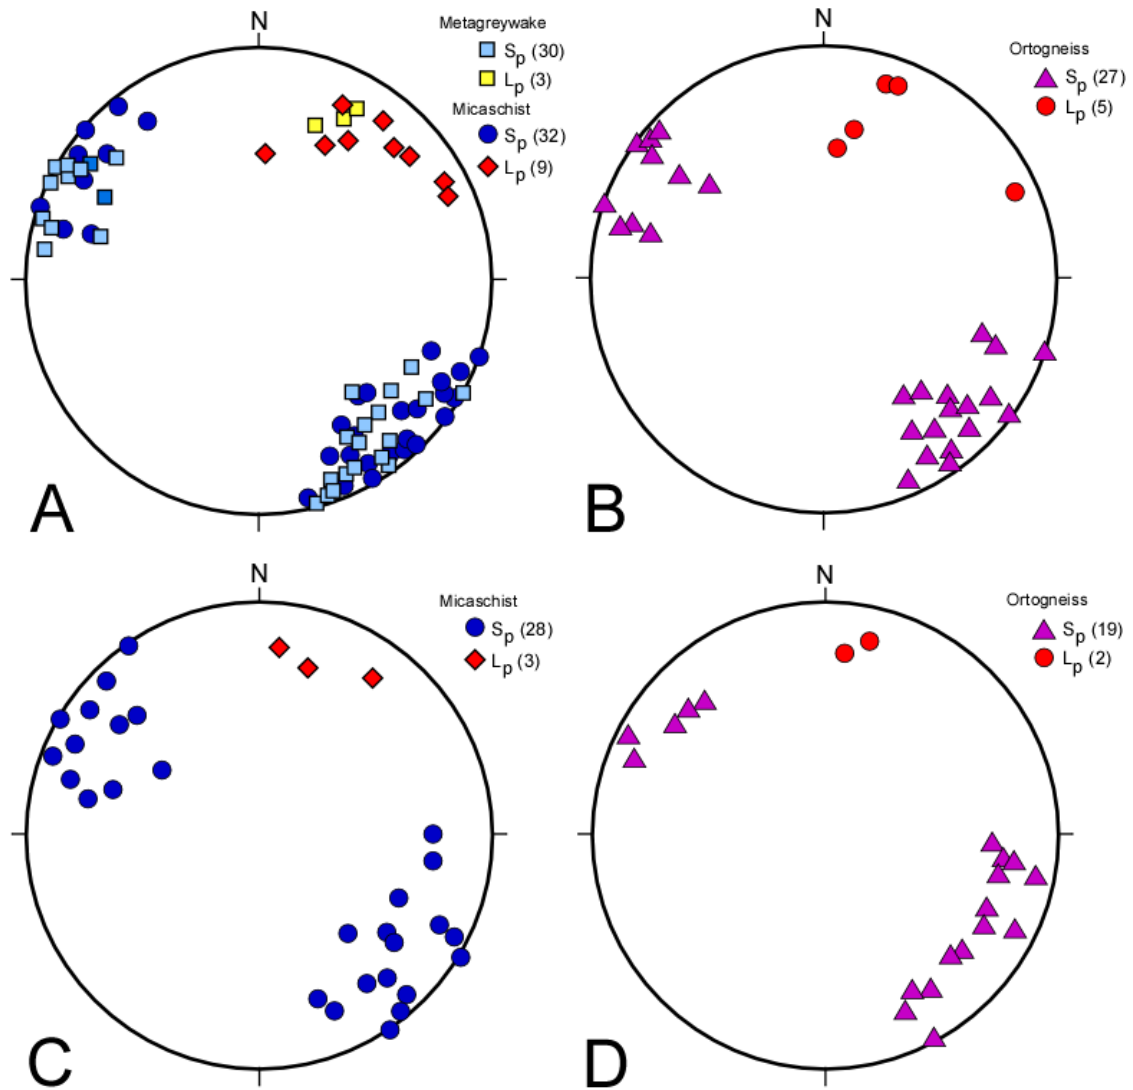 N
Metagreywake
Sp (30)
Lp (3)
Micaschist
Sp (32)
Lp (9)
A
N
Ortogneiss
Sp (27)
Lp (5)
B
N
Micaschist
Sp (28)
Lp (3)
C
N
Ortogneiss
Sp (19)
Lp (2)
D